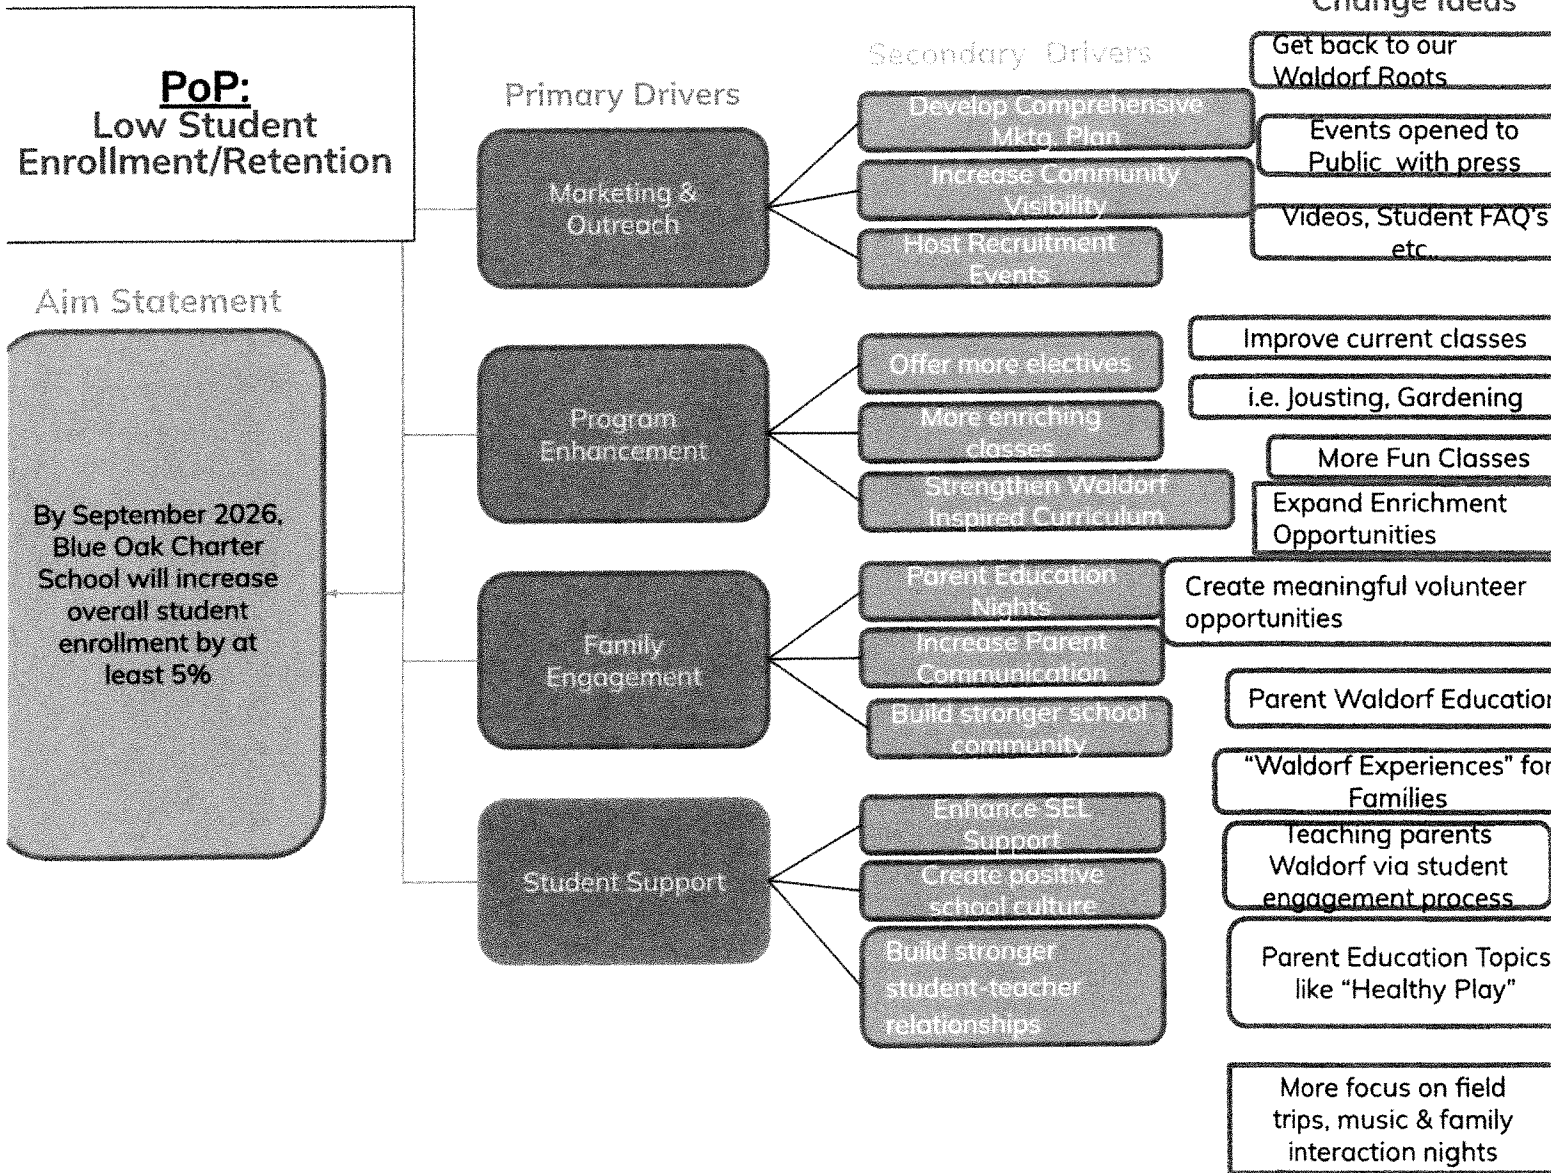 PoP:
Low Student
Enrollment/Retention
Aim Statement
By September 2026,
Blue Oak Charter
School will increase
overall student
enrollment by at
least 5%
Primary Drivers
Marketing &
Outreach
Program
Enhancement
Family
Engagement
Student Support
Secondary Drivers
Develop Comprehensive
Mktg. Plan
Increase Community
Visibility
Host Recruitment
Events
Offer more electives
More enriching
classes
Strengthen Waldorf
Inspired Curriculum
Parent Education
Nights
Increase Parent
Communication
Build stronger school
community
Enhance SEL
Support
Create positive
school culture
Build stronger
student-teacher
relationships
Change Ideas
Get back to our
Waldorf Roots
Events opened to
Public with press
Videos, Student FAQ's
etc..
Improve current classes
i.e. Jousting, Gardening
More Fun Classes
Expand Enrichment
Opportunities
Create meaningful volunteer
opportunities
Parent Waldorf Education
“Waldorf Experiences” for
Families
Teaching parents
Waldorf via student
engagement process
Parent Education Topics
like “Healthy Play”
More focus on field
trips, music & family
interaction nights